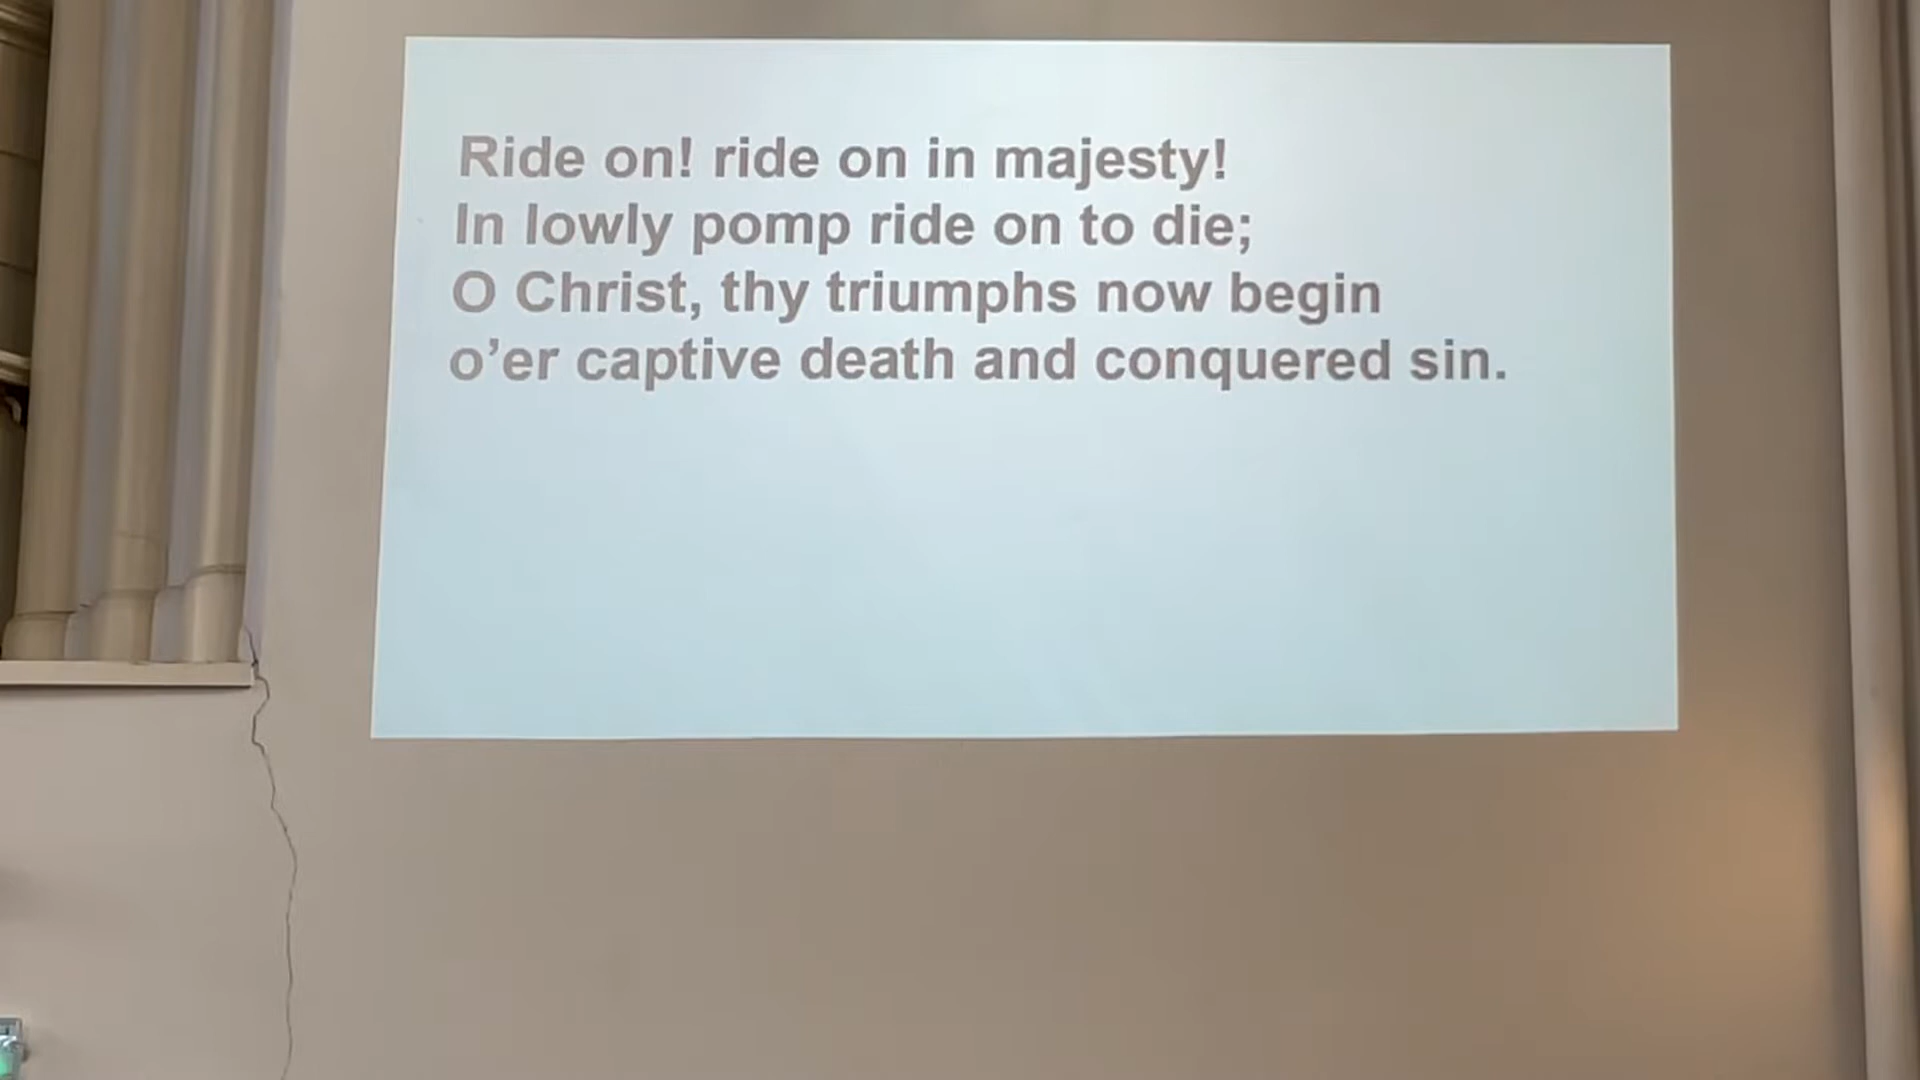 Ride on! ride on in majesty!
In lowly pomp ride on to die;
O Christ, thy triumphs now begin
o’er captive death and conquered sin.